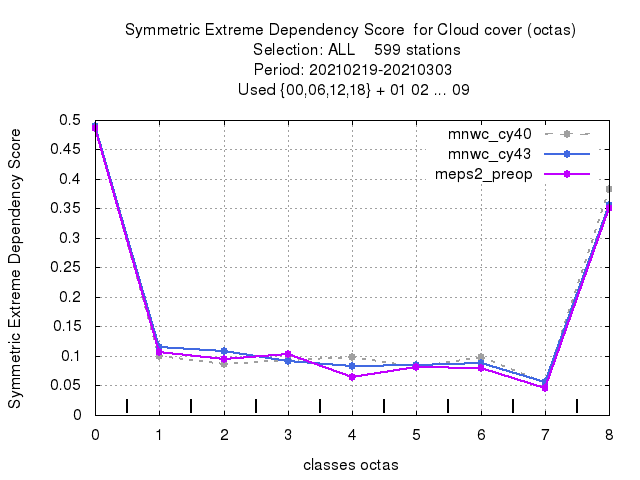 Symmetric Extreme Dependency Score  for Cloud cover (octas)
Selection: ALL    599 stations
Period: 20210219-20210303
Used {00,06,12,18} + 01 02 ... 09
mnwc_cy40
mnwc_cy43
meps2_preop
Symmetric Extreme Dependency Score
0.5
0.45
0.4
0.35
0.3
0.25
0.2
0.15
0.1
0.05
0
0 1 2 3 4 5 6 7 8
classes octas